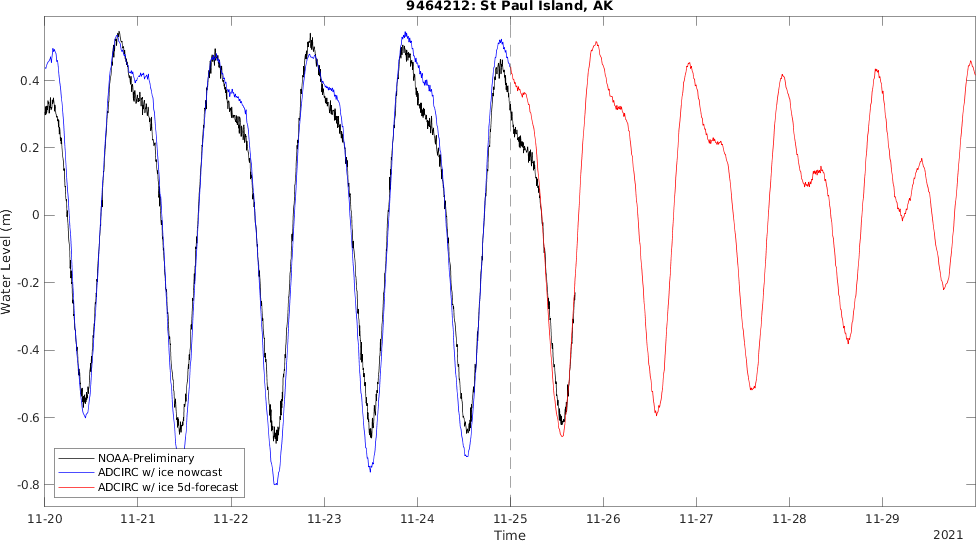 9464212: St Paul Island, AK
Water Level (m)
0.4
0.2
0
-0.2
-0.4
-0.6
-0.8
NOAA-Preliminary
ADCIRC w/ ice nowcast
ADCIRC w/ ice 5d-forecast
11-20 11-21 11-22 11-23 11-24 11-25 11-26 11-27 11-28 11-29
Time
2021